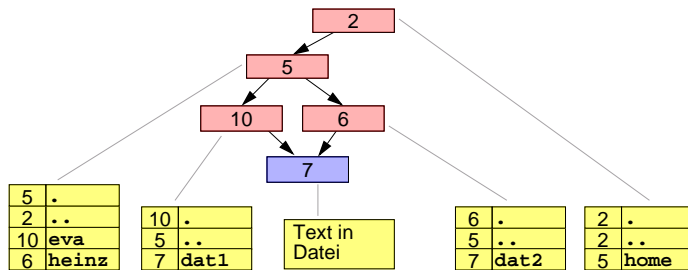 2
5
10
6
7
5 .
2 ..
10 eva
6 heinz
10 .
5 ..
7 dat1
Text in
Datei
6 .
5 ..
7 dat2
2 .
2 ..
5 home